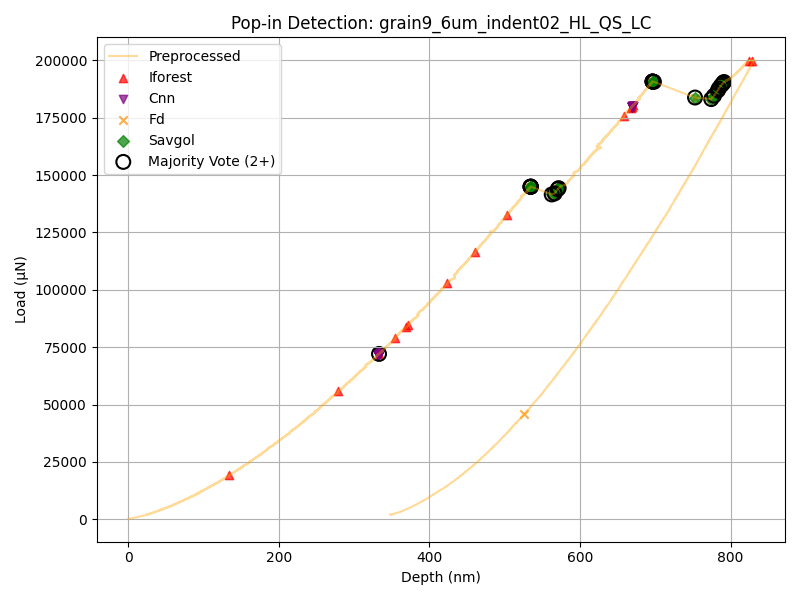 Pop-in Detection: grain9_6um_indent02_HL_QS_LC
Preprocessed
Iforest
Cnn
Fd
Savgol
Majority Vote (2+)
200000
175000
150000
125000
100000
75000
50000
25000
0
Load (μN)
0 200 400 600 800
Depth (nm)